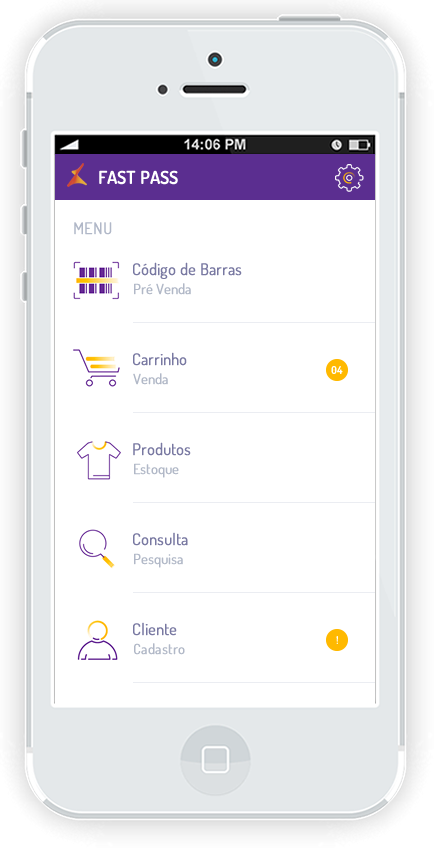 14:06 PM
FAST PASS
MENU
Código de Barras
Pré Venda
Carrinho
Venda
04
Produtos
Estoque
Consulta
Pesquisa
Cliente
Cadastro
!